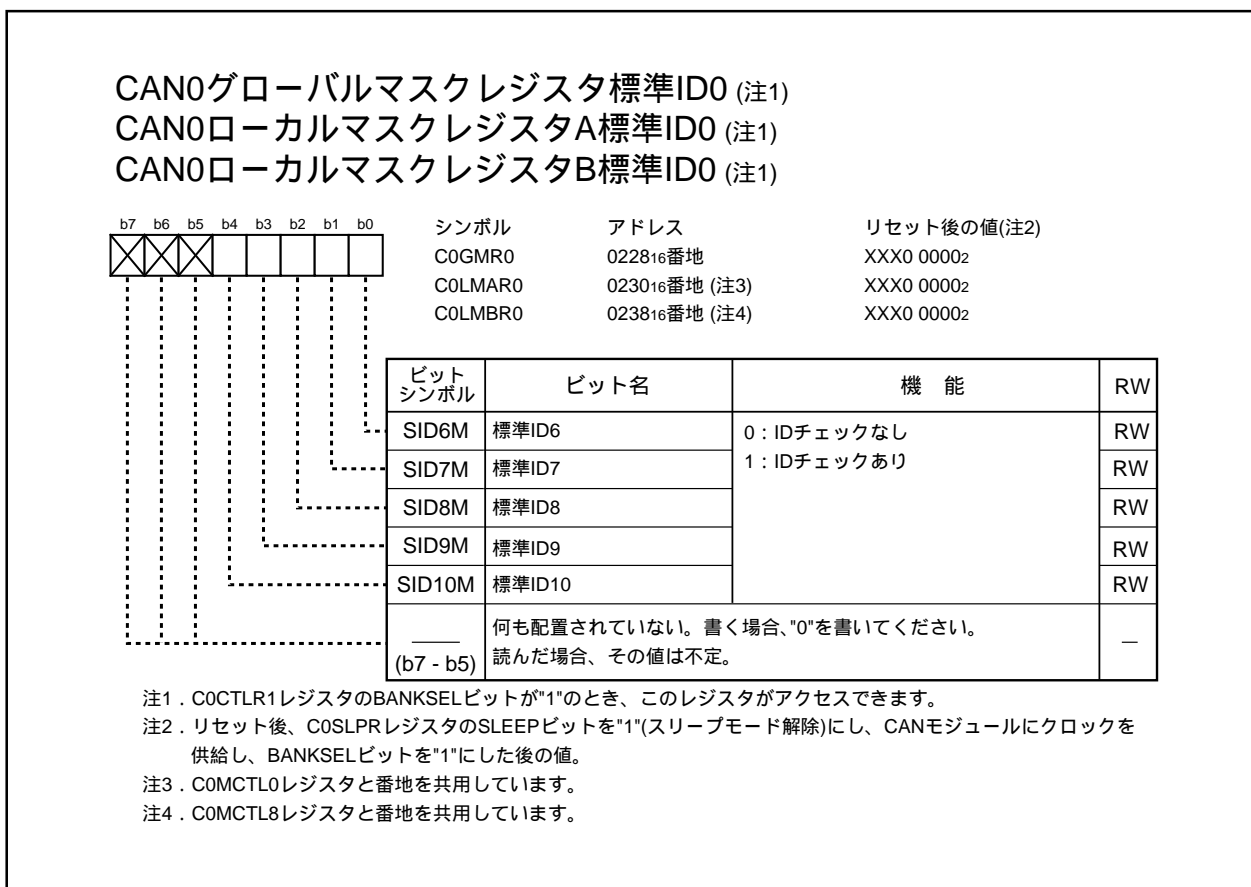 CAN0グローバルマスクレジスタ標準ID0 (注1)
CAN0ローカルマスクレジスタA標準ID0 (注1)
CAN0ローカルマスクレジスタB標準ID0 (注1)
b7 b6 b5 b4 b3 b2 b1 b0
シンボル アドレス リセット後の値(注2)
C0GMR0 022816番地 XXX0 00002
C0LMAR0 023016番地 (注3) XXX0 00002
C0LMBR0 023816番地 (注4) XXX0 00002
ビット
シンボル ビット名 機 能 RW
SID6M 標準ID6 0：IDチェックなし RW
SID7M 標準ID7 1：IDチェックあり RW
SID8M 標準ID8 RW
SID9M 標準ID9 RW
SID10M 標準ID10 RW
何も配置されていない。書く場合、"0"を書いてください。 —
(b7 - b5) 読んだ場合、その値は不定。
注1．C0CTLR1レジスタのBANKSELビットが"1"のとき、このレジスタがアクセスできます。
注2．リセット後、C0SLPRレジスタのSLEEPビットを"1"(スリープモード解除)にし、CANモジュールにクロックを
供給し、BANKSELビットを"1"にした後の値。
注3．C0MCTL0レジスタと番地を共用しています。
注4．C0MCTL8レジスタと番地を共用しています。